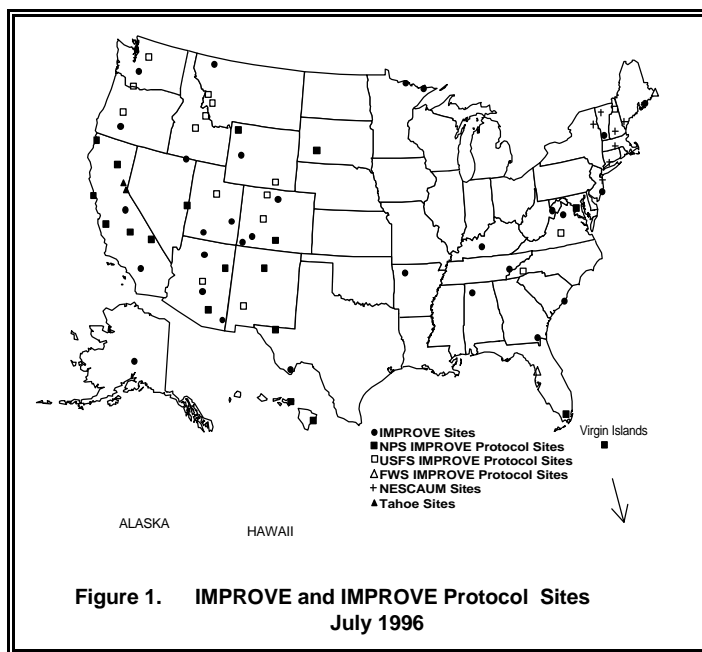 Virgin Islands
IMPROVE Sites
NPS IMPROVE Protocol Sites
USFS IMPROVE Protocol Sites
FWS IMPROVE Protocol Sites
NESCAUM Sites
Tahoe Sites
ALASKA
HAWAII
Figure 1. IMPROVE and IMPROVE Protocol Sites
July 1996